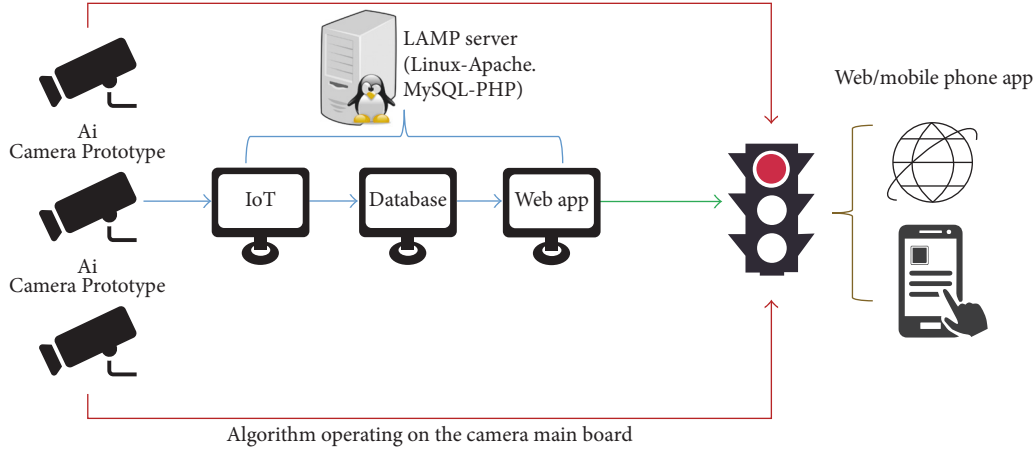 LAMP server
(Linux-Apache.
MySQL-PHP)
Web/mobile phone app
Ai
Camera Prototype
IoT
Database
Web app
Ai
Camera Prototype
Algorithm operating on the camera main board